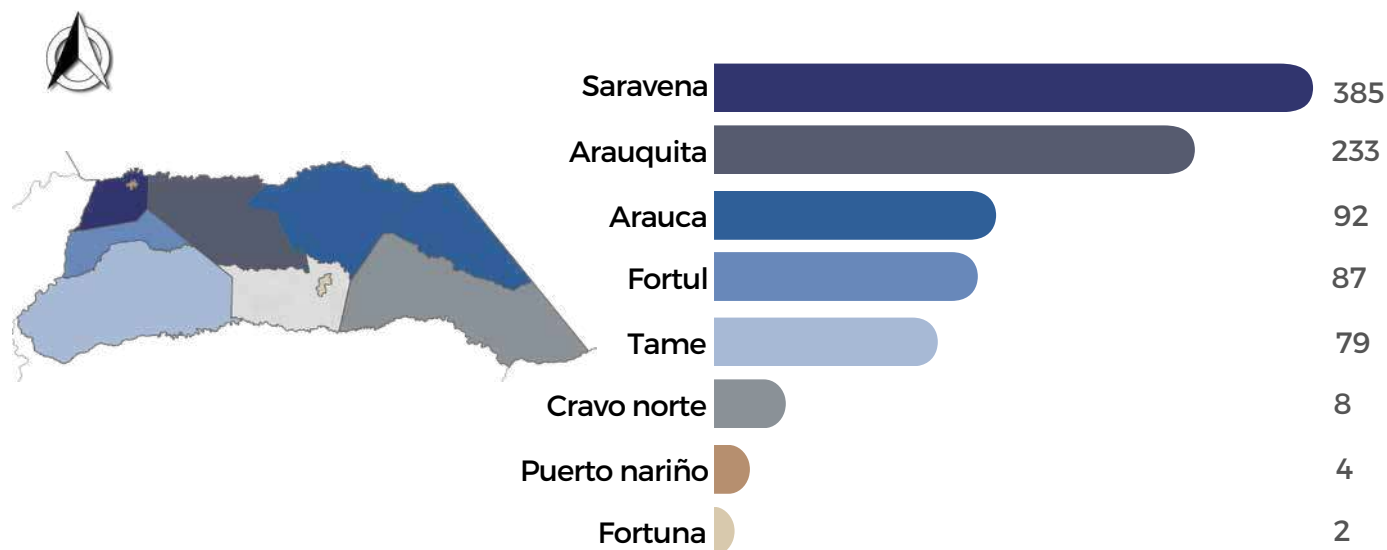 Saravena 385
Arauquita 233
Arauca 92
Fortul 87
Tame 79
Cravo norte 8
Puerto nariño 4
Fortuna 2